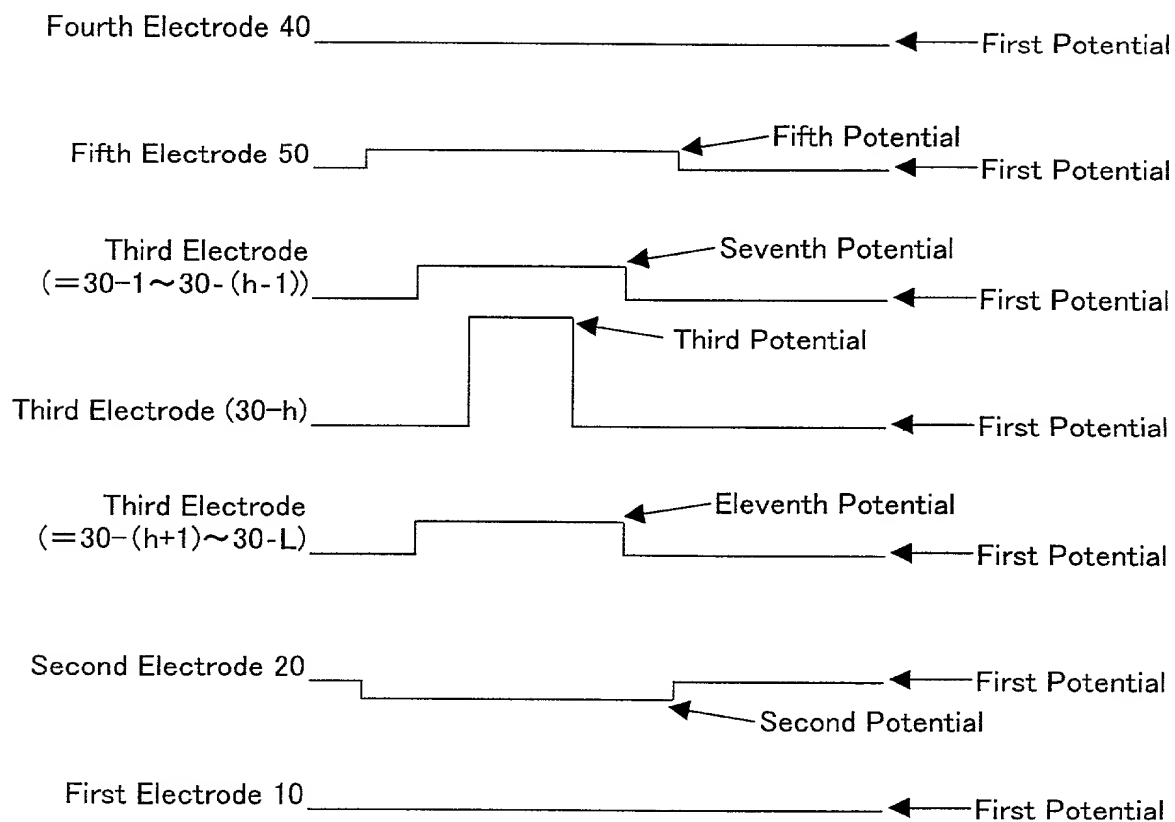 Fourth Electrode 40
First Potential
Fifth Electrode 50
Fifth Potential
First Potential
Third Electrode
(=30-1～30-(h-1))
Seventh Potential
First Potential
Third Potential
Third Electrode (30-h)
First Potential
Third Electrode
(=30-(h+1)～30-L)
Eleventh Potential
First Potential
Second Electrode 20
First Potential
Second Potential
First Electrode 10
First Potential